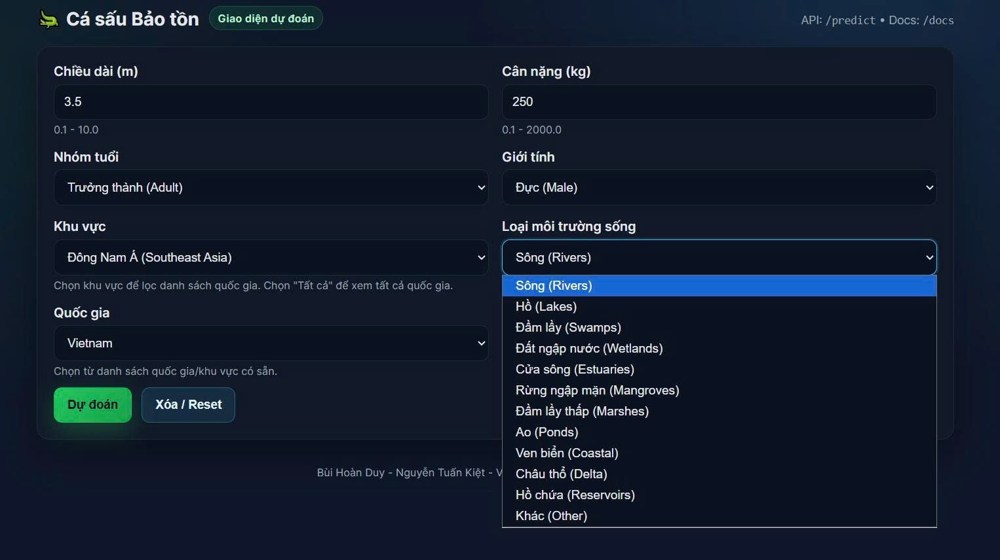 Cá sấu Bảo tồn
Giao diện dự đoán
API: /predict • Docs: /docs
Chiều dài (m)
3.5
0.1 - 10.0
Cân nặng (kg)
250
0.1 - 2000.0
Nhóm tuổi
Trưởng thành (Adult)
Giới tính
Đực (Male)
Khu vực
Đông Nam Á (Southeast Asia)
Chọn khu vực để lọc danh sách quốc gia. Chọn "Tất cả" để xem tất cả quốc gia.
Loại môi trường sống
Sông (Rivers)
Sông (Rivers)
Hồ (Lakes)
Đầm lầy (Swamps)
Đất ngập nước (Wetlands)
Cửa sông (Estuaries)
Rừng ngập mặn (Mangroves)
Đầm lầy thấp (Marshes)
Ao (Ponds)
Ven biển (Coastal)
Châu thổ (Delta)
Hồ chứa (Reservoirs)
Khác (Other)
Quốc gia
Vietnam
Chọn từ danh sách quốc gia/khu vực có sẵn.
Dự đoán
Xóa / Reset
Bùi Hoàn Duy - Nguyễn Tuấn Kiệt -